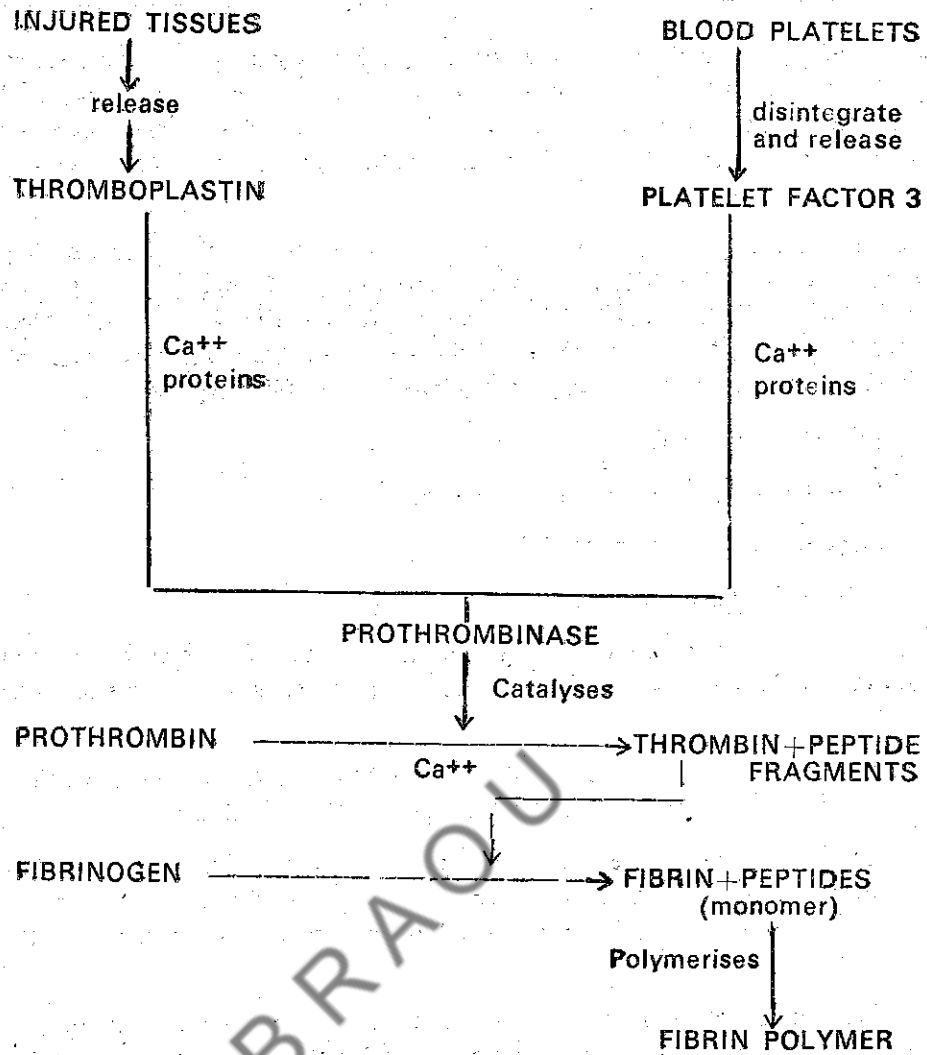 INJURED TISSUES
release
THROMBOPLASTIN
BLOOD PLATELETS
disintegrate
and release
PLATELET FACTOR 3
Ca++
proteins
Ca++
proteins
PROTHROMBINASE
Catalyses
PROTHROMBIN
Ca++
THROMBIN+PEPTIDE
FRAGMENTS
FIBRINOGEN
FIBRIN+PEPTIDES
(monomer)
Polymerises
FIBRIN POLYMER
BRAOU